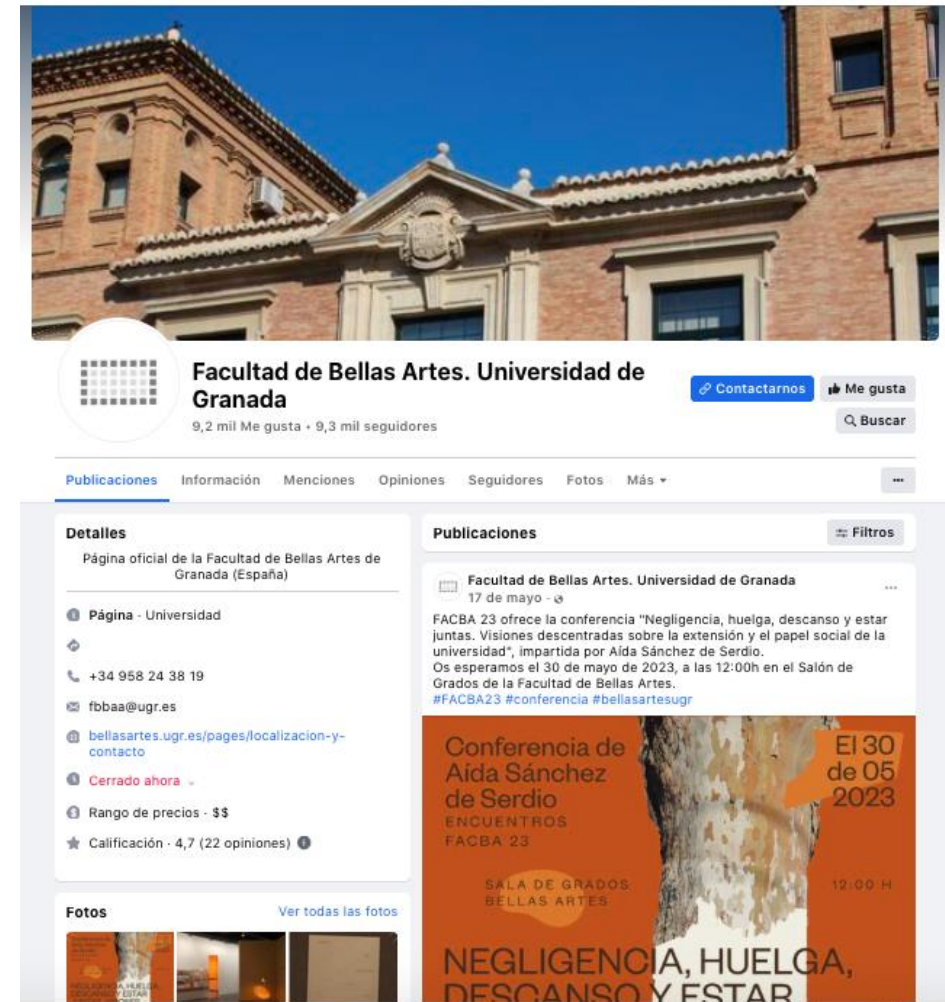 Facultad de Bellas Artes. Universidad de
Granada
9,2 mil Me gusta • 9,3 mil seguidores
Contactarnos
Me gusta
Buscar
Publicaciones
Información
Menciones
Opiniones
Seguidores
Fotos
Más
Detalles
Página oficial de la Facultad de Bellas Artes de
Granada (España)
Página · Universidad
+34 958 24 38 19
fbbaa@ugr.es
bellasartes.ugr.es/pages/localizacion-y-
contacto
Cerrado ahora
Rango de precios · $$
Calificación · 4,7 (22 opiniones)
Fotos
Ver todas las fotos
Publicaciones
Filtros
Facultad de Bellas Artes. Universidad de Granada
17 de mayo ·
FACBA 23 ofrece la conferencia "Negligencia, huelga, descanso y estar
juntas. Visiones descentradas sobre la extensión y el papel social de la
universidad", impartida por Aída Sánchez de Serdio.
Os esperamos el 30 de mayo de 2023, a las 12:00h en el Salón de
Grados de la Facultad de Bellas Artes.
#FACBA23 #conferencia #bellasartesugr
Conferencia de
Aída Sánchez
de Serdio
ENCUENTROS
FACBA 23
El 30
de 05
2023
SALA DE GRADOS
BELLAS ARTES
12:00 H
NEGLIGENCIA, HUELGA,
DESCANSO Y ESTAR